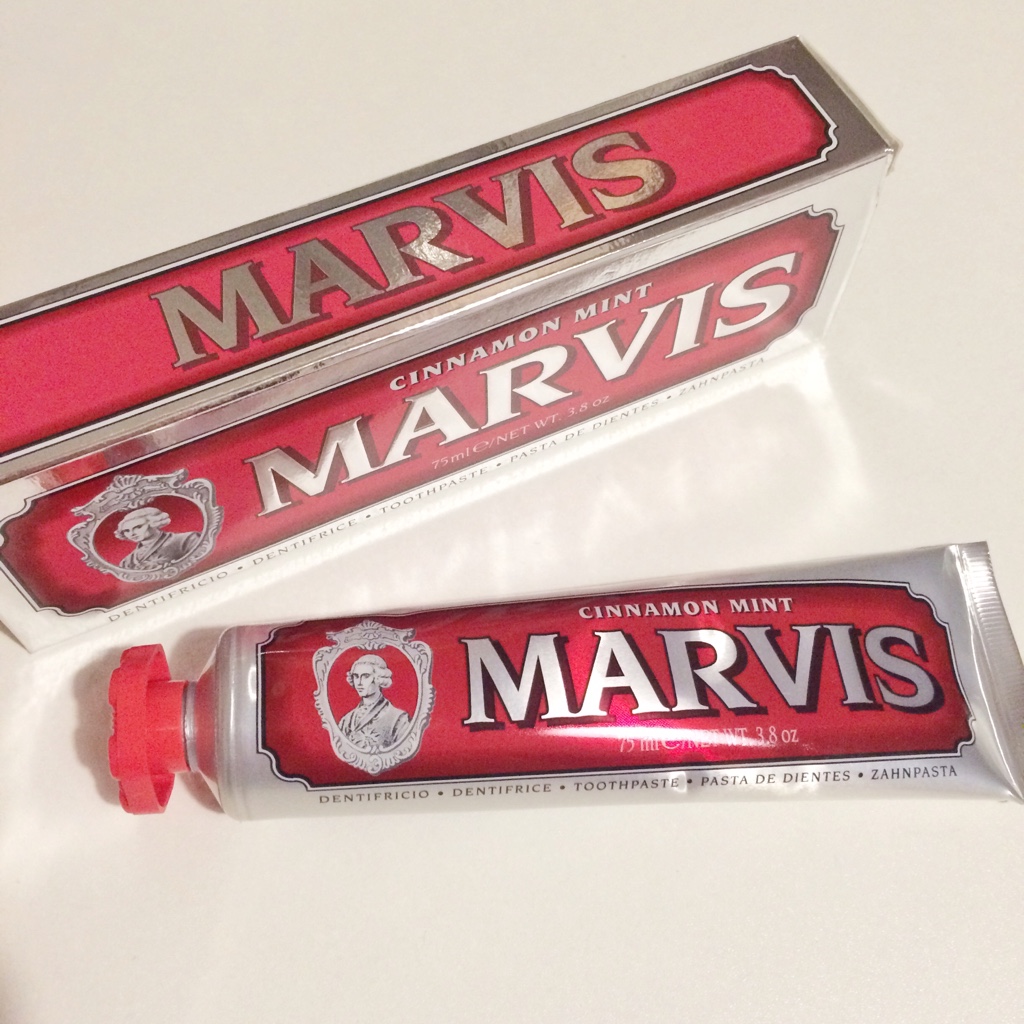 MARVIS
CINNAMON MINT
MARVIS
75ml ℮/NET WT. 3.8 oz
DENTIFRICIO • DENTIFRICE • TOOTHPASTE • PASTA DE DIENTES • ZAHNPASTA
CINNAMON MINT
MARVIS
75 ml ℮/NET WT. 3.8 oz
DENTIFRICIO • DENTIFRICE • TOOTHPASTE • PASTA DE DIENTES • ZAHNPASTA